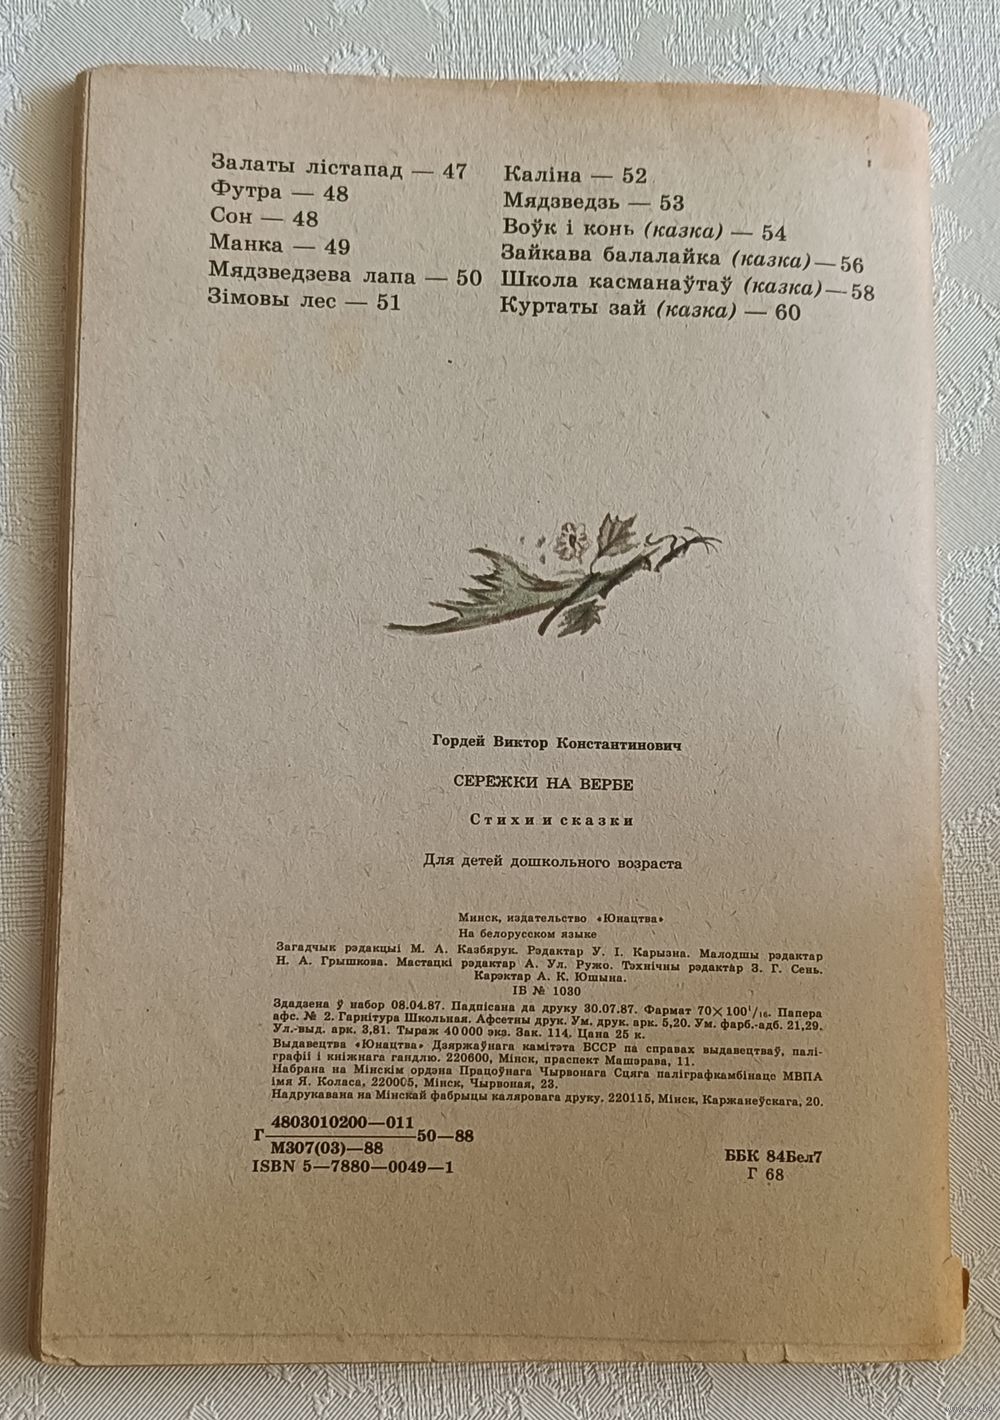 Залаты лістапад — 47
Футра — 48
Сон — 48
Манка — 49
Мядзведзева лапа — 50
Зімовы лес — 51
Каліна — 52
Мядзведзь — 53
Воўк і конь (казка) — 54
Зайкава балалайка (казка) — 56
Школа касманаўтаў (казка) — 58
Куртаты зай (казка) — 60
Гордей Виктор Константинович
СЕРЕЖКИ НА ВЕРБЕ
Стихи и сказки
Для детей дошкольного возраста
Минск, издательство «Юнацтва»
На белорусском языке
Загадчык рэдакцыі М. Л. Казбярук. Рэдактар У. І. Карызна. Малодшы рэдактар
Н. А. Грышкова. Мастацкі рэдактар А. Ул. Ружо. Тэхнічны рэдактар З. Г. Сень.
Карэктар А. К. Юшына.
ІБ № 1030
Здадзена ў набор 08.04.87. Падпісана да друку 30.07.87. Фармат 70×100¹/₁₆. Папера
афс. № 2. Гарнітура Школьная. Афсетны друк. Ум. друк. арк. 5,20. Ум. фарб.-адб. 21,29.
Ул.-выд. арк. 3,81. Тыраж 40 000 экз. Зак. 114. Цана 25 к.
Выдавецтва «Юнацтва» Дзяржаўнага камітэта БССР па справах выдавецтваў, палі-
графіі і кніжнага гандлю. 220600, Мінск, праспект Машэрава, 11.
Набрана на Мінскім ордэна Працоўнага Чырвонага Сцяга паліграфкамбінаце МВПА
імя Я. Коласа, 220005, Мінск, Чырвоная, 23.
Надрукавана на Мінскай фабрыцы каляровага друку. 220115, Мінск, Каржанеўскага, 20.
4803010200—011
Г————50—88
М307(03)—88
ISBN 5—7880—0049—1
ББК 84Бел7
Г 68